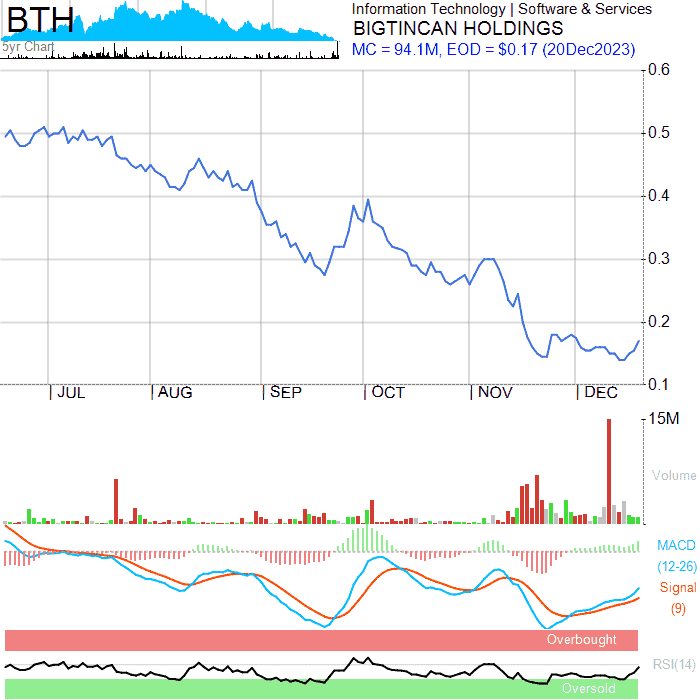 BTH
Information Technology | Software & Services
BIGTINCAN HOLDINGS
MC = 94.1M, EOD = $0.17 (20Dec2023)
5yr Chart
0.6
0.5
0.4
0.3
0.2
0.1
JUL AUG SEP OCT NOV DEC
15M
Volume
MACD
(12-26)
Signal
(9)
Overbought
RSI(14)
Oversold